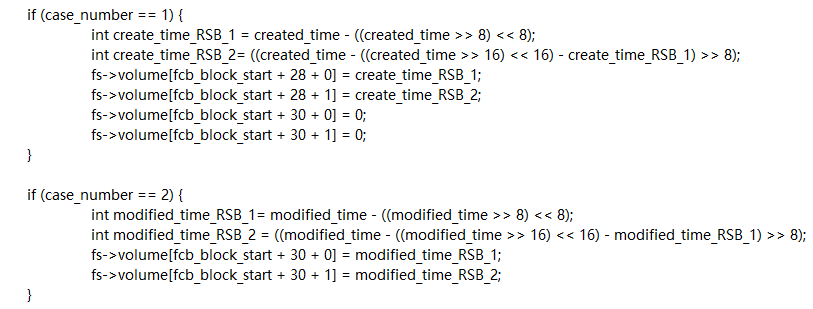 if (case_number == 1) {
int create_time_RSB_1 = created_time - ((created_time >> 8) << 8);
int create_time_RSB_2= ((created_time - ((created_time >> 16) << 16) - create_time_RSB_1) >> 8);
fs->volume[fcb_block_start + 28 + 0] = create_time_RSB_1;
fs->volume[fcb_block_start + 28 + 1] = create_time_RSB_2;
fs->volume[fcb_block_start + 30 + 0] = 0;
fs->volume[fcb_block_start + 30 + 1] = 0;
}
if (case_number == 2) {
int modified_time_RSB_1= modified_time - ((modified_time >> 8) << 8);
int modified_time_RSB_2 = ((modified_time - ((modified_time >> 16) << 16) - modified_time_RSB_1) >> 8);
fs->volume[fcb_block_start + 30 + 0] = modified_time_RSB_1;
fs->volume[fcb_block_start + 30 + 1] = modified_time_RSB_2;
}